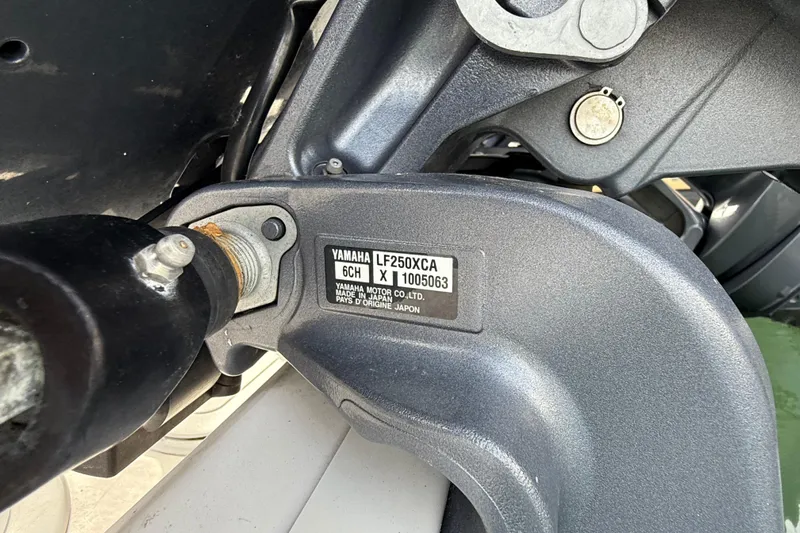 YAMAHA LF250XCA
6CH X 1005063
YAMAHA MOTOR CO.,LTD.
MADE IN JAPAN
PAYS D'ORIGINE JAPON